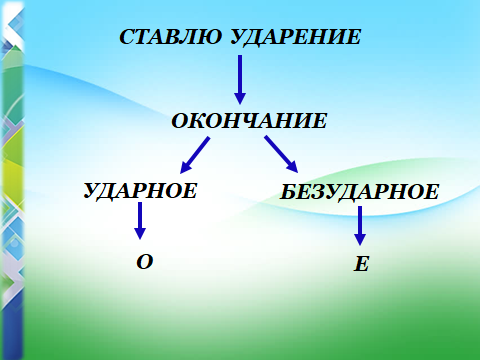 СТАВЛЮ УДАРЕНИЕ
ОКОНЧАНИЕ
УДАРНОЕ
БЕЗУДАРНОЕ
О
Е